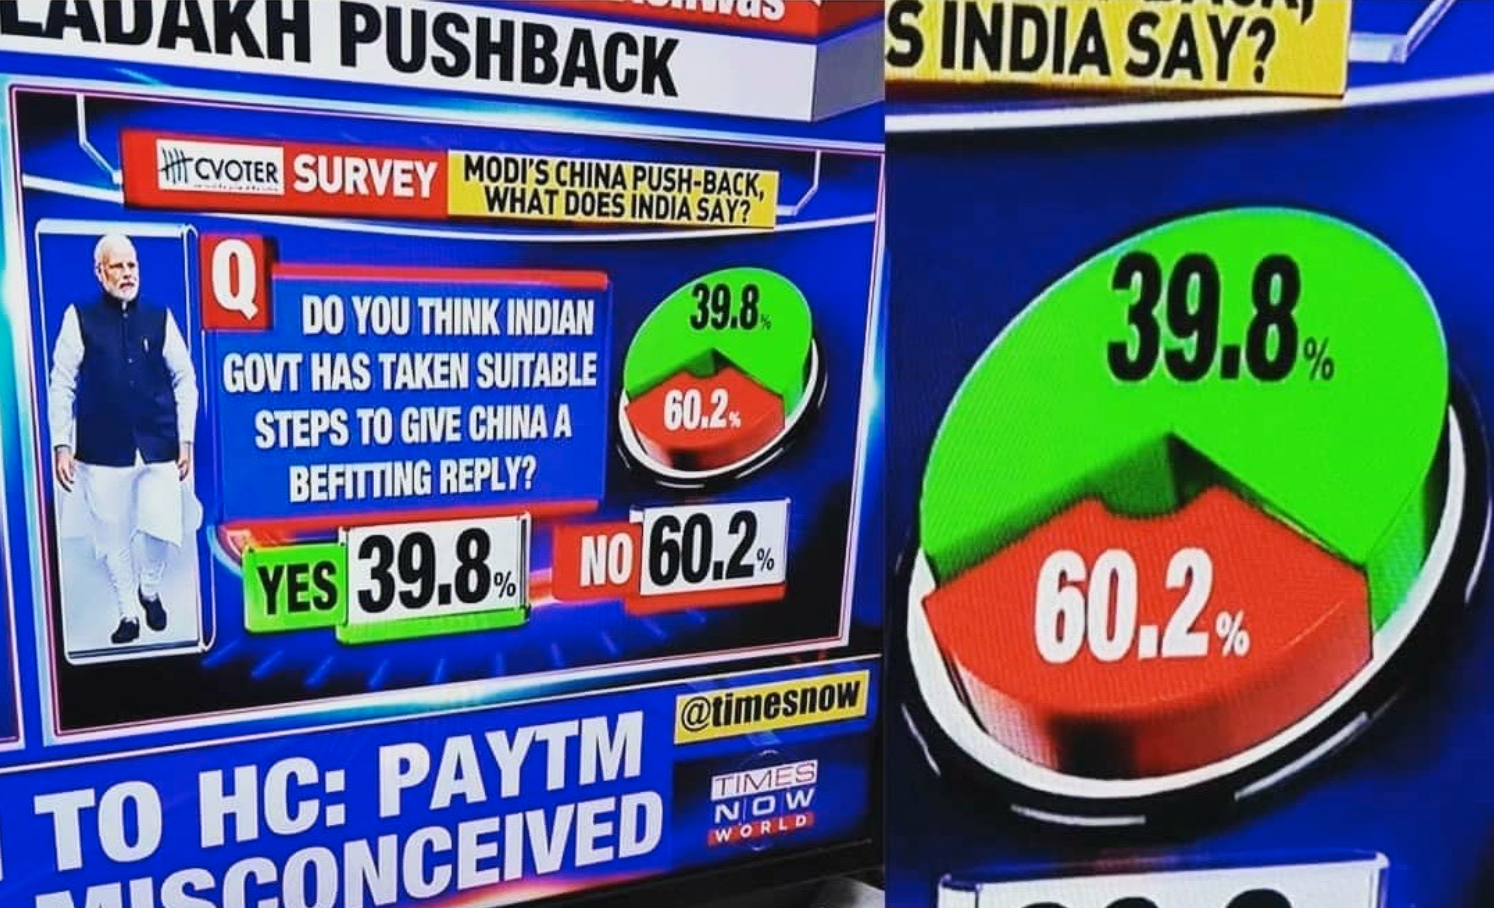 LADAKH PUSHBACK
CVOTER SURVEY
MODI'S CHINA PUSH-BACK,
WHAT DOES INDIA SAY?
Q
DO YOU THINK INDIAN
GOVT HAS TAKEN SUITABLE
STEPS TO GIVE CHINA A
BEFITTING REPLY?
39.8%
60.2%
YES 39.8%
NO 60.2%
@timesnow
TO HC: PAYTM
MISCONCEIVED
TIMES
NOW
WORLD
S INDIA SAY?
39.8%
60.2%